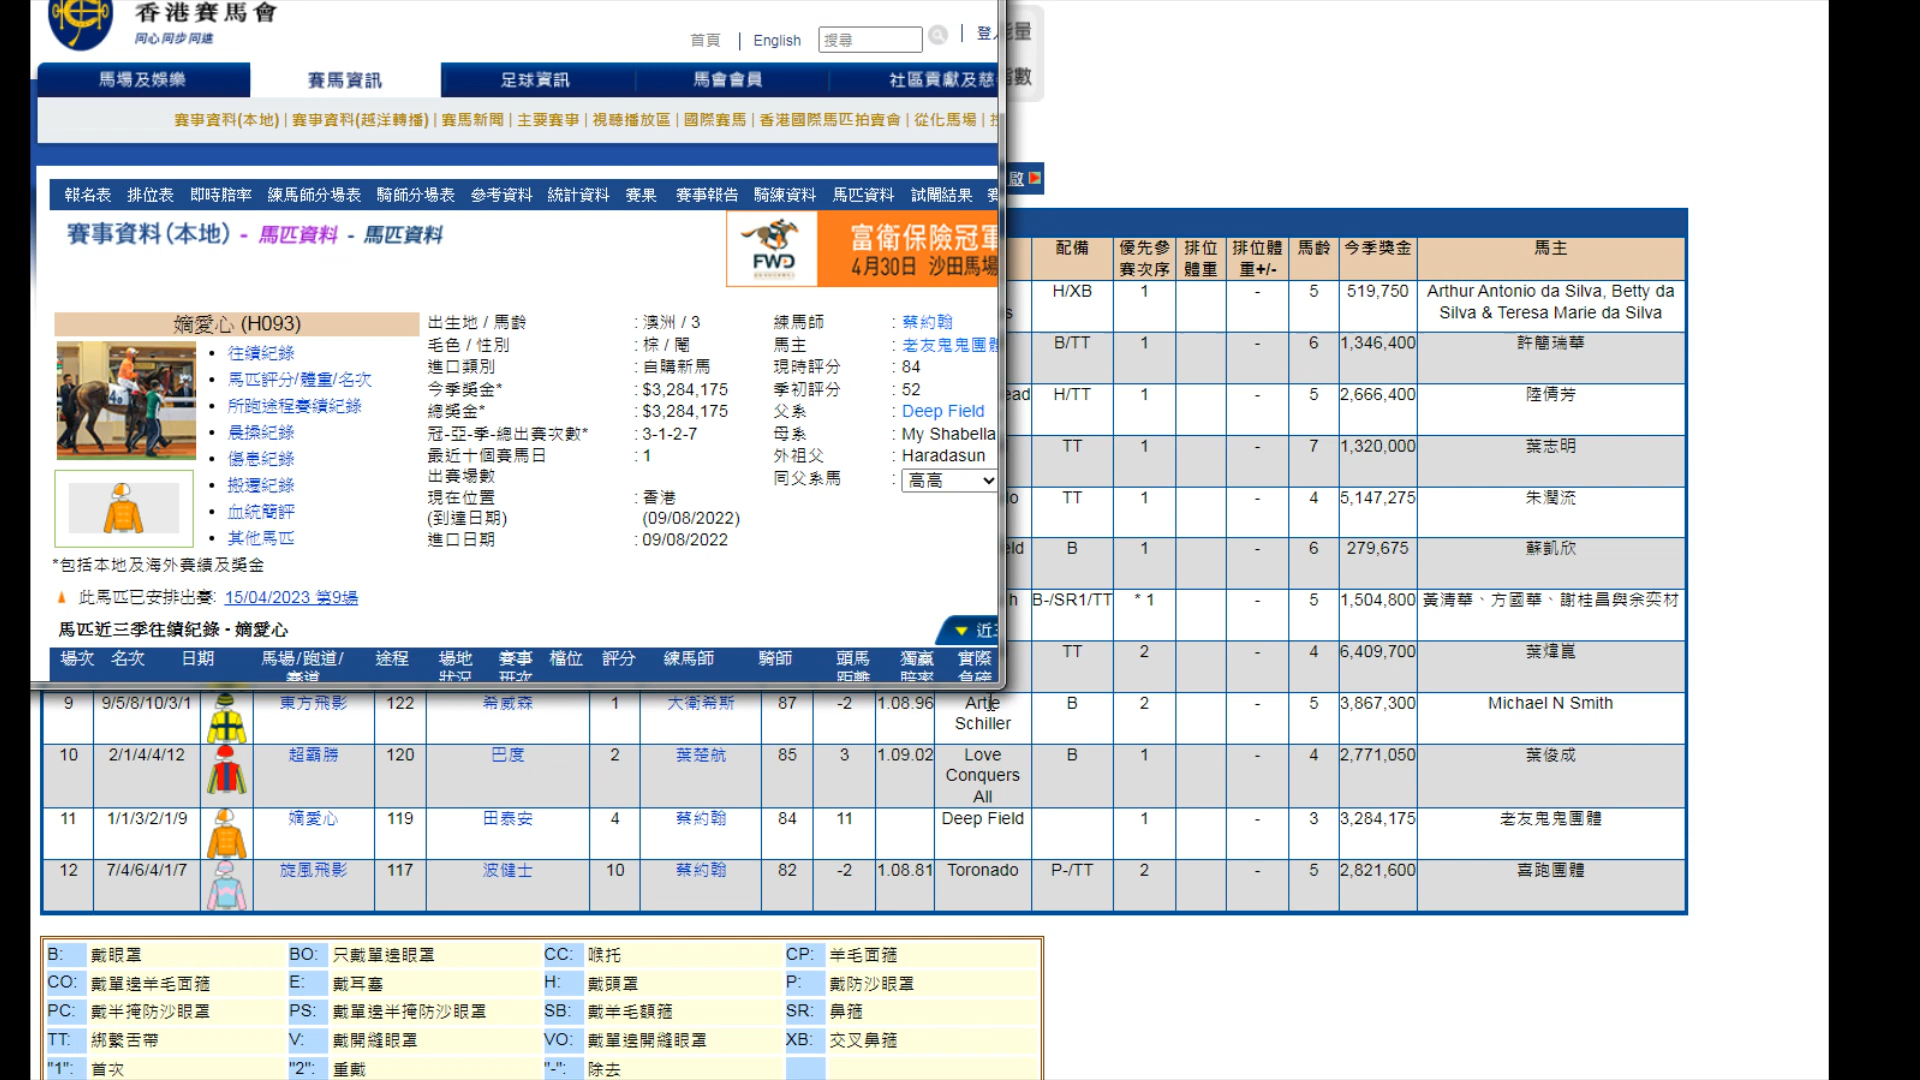 香港賽馬會
同心同步同進
首頁 | English 搜尋 | 登 能量
指數
馬場及娛樂 賽馬資訊 足球資訊 馬會會員 社區貢獻及慈
賽事資料(本地) | 賽事資料(越洋轉播) | 賽馬新聞 | 主要賽事 | 視聽播放區 | 國際賽馬 | 香港國際馬匹拍賣會 | 從化馬場 |
報名表 排位表 即時賠率 練馬師分場表 騎師分場表 參考資料 統計資料 賽果 賽事報告 騎練資料 馬匹資料 試閘結果
賽事資料(本地) - 馬匹資料 - 馬匹資料
FWD
富衛保險冠軍
4月30日 沙田馬場
配備 優先參賽次序 排位體重 排位體重+/- 馬齡 今季獎金 馬主
H/XB 1 - 5 519,750 Arthur Antonio da Silva, Betty da Silva & Teresa Marie da Silva
B/TT 1 - 6 1,346,400 許簡瑞華
H/TT 1 - 5 2,666,400 陸倩芳
TT 1 - 7 1,320,000 葉志明
TT 1 - 4 5,147,275 朱潤流
B 1 - 6 279,675 蘇凱欣
B-/SR1/TT * 1 - 5 1,504,800 黃清華、方國華、謝桂昌與余奕材
TT 2 - 4 6,409,700 葉煒崑
嫡愛心 (H093)
• 往績紀錄
• 馬匹評分/體重/名次
• 所跑途程賽績紀錄
• 晨操紀錄
• 傷患紀錄
• 搬遷紀錄
• 血統簡評
• 其他馬匹
出生地 / 馬齡 : 澳洲 / 3
毛色 / 性別 : 棕 / 閹
進口類別 : 自購新馬
今季獎金* : $3,284,175
總獎金* : $3,284,175
冠-亞-季-總出賽次數* : 3-1-2-7
最近十個賽馬日 : 1
出賽場數
現在位置 : 香港
(到達日期) (09/08/2022)
進口日期 : 09/08/2022
練馬師 : 蔡約翰
馬主 : 老友鬼鬼團體
現時評分 : 84
季初評分 : 52
父系 : Deep Field
母系 : My Shabella
外祖父 : Haradasun
同父系馬 : 高高
*包括本地及海外賽績及獎金
此馬匹已安排出賽: 15/04/2023 第9場
馬匹近三季往績紀錄 - 嫡愛心
場次 名次 日期 馬場/跑道/賽道 途程 場地狀況 賽事班次 檔位 評分 練馬師 騎師 頭馬距離 獨贏賠率 實際負磅
9 9/5/8/10/3/1 東方飛影 122 希威森 1 大衛希斯 87 -2 1.08.96 Artie Schiller B 2 - 5 3,867,300 Michael N Smith
10 2/1/4/4/12 超霸勝 120 巴度 2 葉楚航 85 3 1.09.02 Love Conquers All B 1 - 4 2,771,050 葉俊成
11 1/1/3/2/1/9 嫡愛心 119 田泰安 4 蔡約翰 84 11 Deep Field 1 - 3 3,284,175 老友鬼鬼團體
12 7/4/6/4/1/7 旋風飛影 117 波健士 10 蔡約翰 82 -2 1.08.81 Toronado P-/TT 2 - 5 2,821,600 喜跑團體
B: 戴眼罩 BO: 只戴單邊眼罩 CC: 喉托 CP: 羊毛面箍
CO: 戴單邊羊毛面箍 E: 戴耳塞 H: 戴頭罩 P: 戴防沙眼罩
PC: 戴半掩防沙眼罩 PS: 戴單邊半掩防沙眼罩 SB: 戴羊毛額箍 SR: 鼻箍
TT: 綁繫舌帶 V: 戴開縫眼罩 VO: 戴單邊開縫眼罩 XB: 交叉鼻箍
"1": 首次 "2": 重戴 "-": 除去